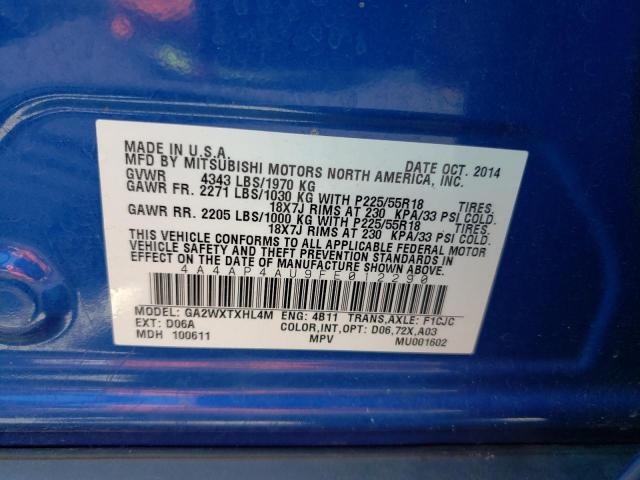 MADE IN U.S.A. DATE OCT. 2014
MFD BY MITSUBISHI MOTORS NORTH AMERICA, INC.
GVWR 4343 LBS/1970 KG
GAWR FR. 2271 LBS/1030 KG WITH P225/55R18 TIRES,
18X7J RIMS AT 230 KPA/33 PSI COLD.
GAWR RR. 2205 LBS/1000 KG WITH P225/55R18 TIRES,
18X7J RIMS AT 230 KPA/33 PSI COLD.
THIS VEHICLE CONFORMS TO ALL APPLICABLE FEDERAL MOTOR
VEHICLE SAFETY AND THEFT PREVENTION STANDARDS IN
EFFECT ON THE DATE OF MANUFACTURE SHOWN ABOVE.
4A4AP4AU9FE012290
MODEL: GA2WXTXHL4M ENG: 4B11 TRANS,AXLE: F1CJC
EXT: D06A COLOR,INT,OPT: D06,72X,A03
MDH 100611 MPV MU001602